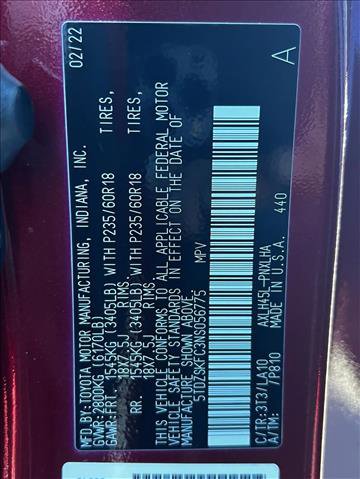 MFD BY:TOYOTA MOTOR MANUFACTURING, INDIANA, INC. 02/22
GVWR:2800KG (6170LB)
GAWR:FRT. 1545KG (3405LB) WITH P235/60R18 TIRES,
18X7.5J RIMS.
RR. 1545KG (3405LB) WITH P235/60R18 TIRES,
18X7.5J RIMS.
THIS VEHICLE CONFORMS TO ALL APPLICABLE FEDERAL MOTOR
VEHICLE SAFETY STANDARDS IN EFFECT ON THE DATE OF
MANUFACTURE SHOWN ABOVE.
5TDZSKFC3NS056775 MPV
C/TR:3T3/LA10 AXLH45L-PNXLHA
A/TM: /P810 MADE IN U.S.A. 440
A